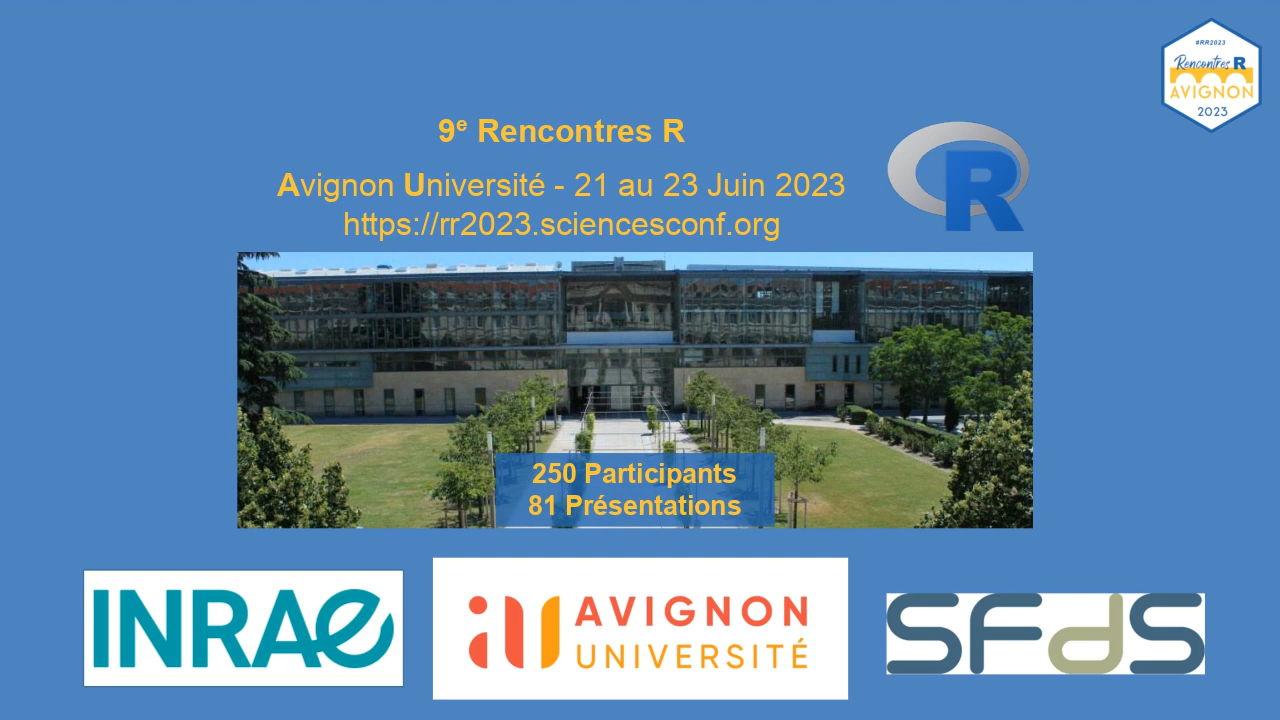 #RR2023
Rencontres R
AVIGNON
2023
9e Rencontres R
Avignon Université - 21 au 23 Juin 2023
https://rr2023.sciencesconf.org
R
250 Participants
81 Présentations
INRAE
au AVIGNON
UNIVERSITÉ
SFdS